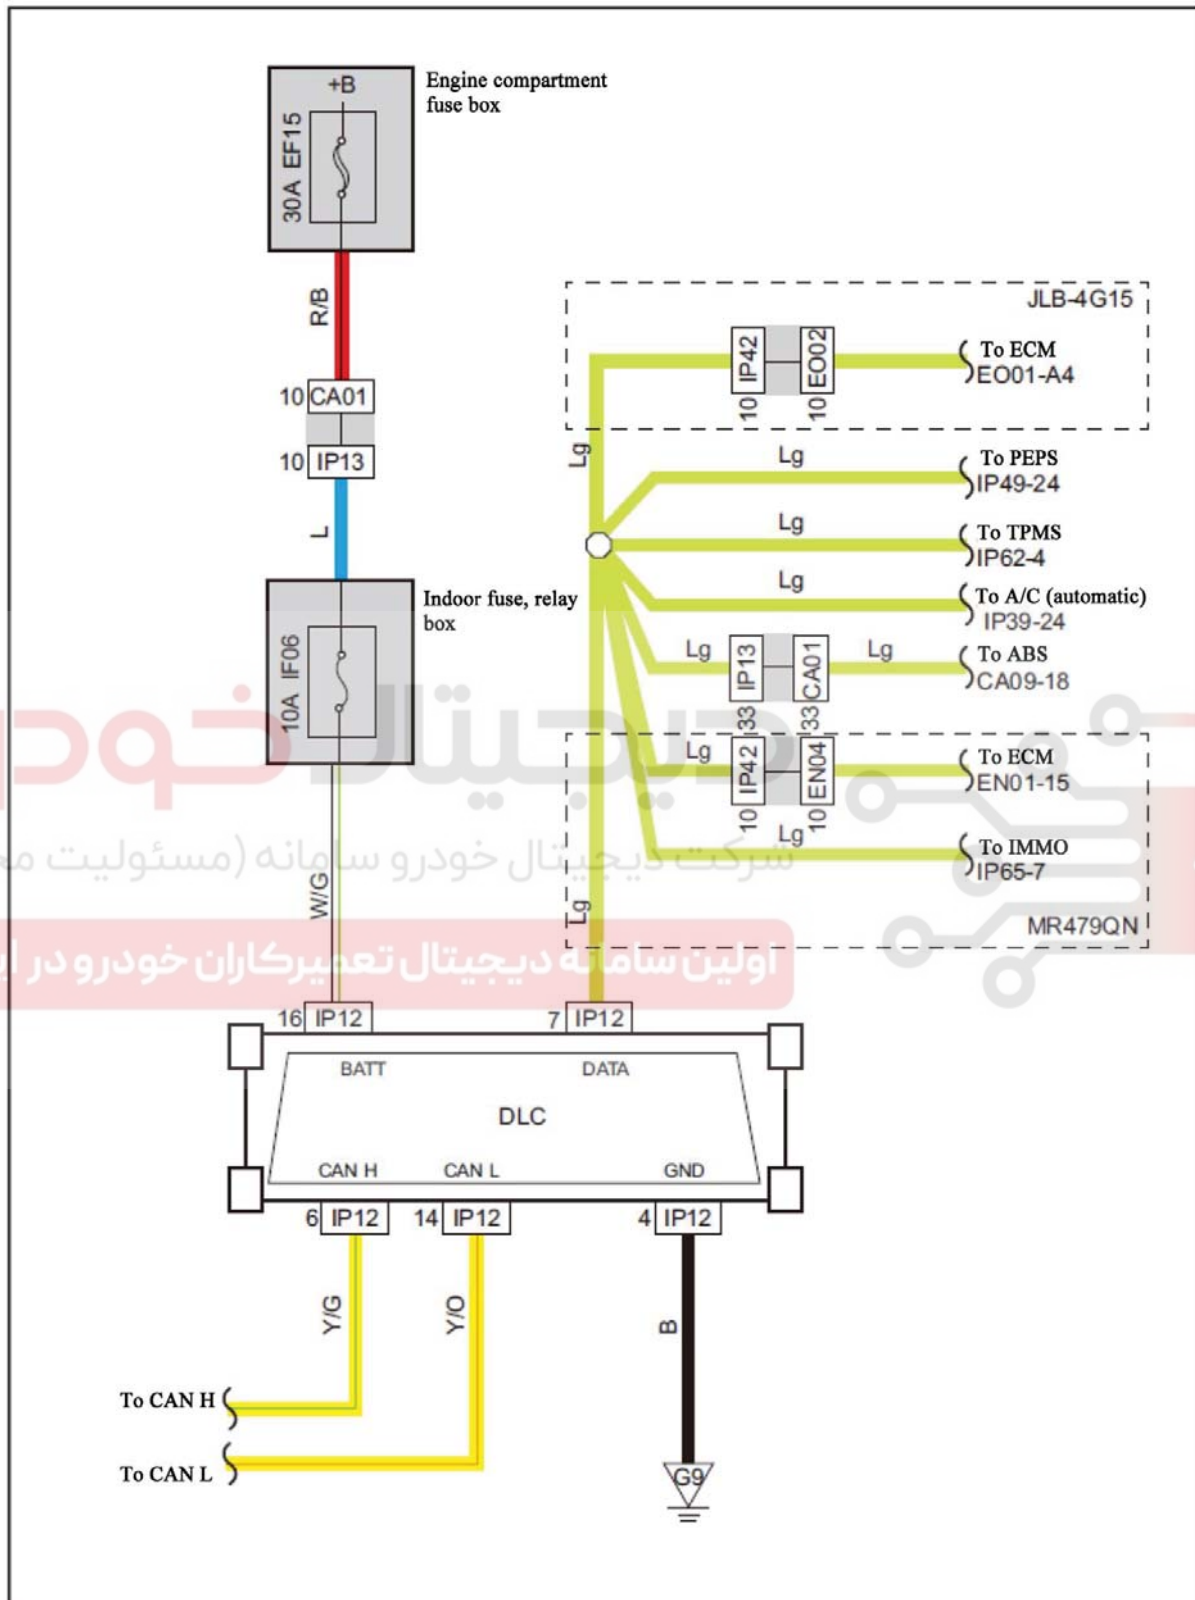 +B
Engine compartment
fuse box
30A EF15
R/B
10 CA01
10 IP13
L
Indoor fuse, relay
box
10A IF06
W/G
JLB-4G15
IP42
10
EO02
10
To ECM
EO01-A4
Lg
Lg
To PEPS
IP49-24
Lg
To TPMS
IP62-4
Lg
To A/C (automatic)
IP39-24
Lg
IP13
33
CA01
33
Lg
To ABS
CA09-18
Lg
IP42
10
EN04
10
To ECM
EN01-15
Lg
To IMMO
IP65-7
Lg
MR479QN
دیجیتال خودر
شرکت دیجیتال خودرو سامانه (مسئولیت
اولین سامانه دیجیتال تعمیرکاران خودرو در
16 IP12
7 IP12
BATT
DATA
DLC
CAN H
CAN L
GND
6 IP12
14 IP12
4 IP12
Y/G
Y/O
B
To CAN H
To CAN L
G9